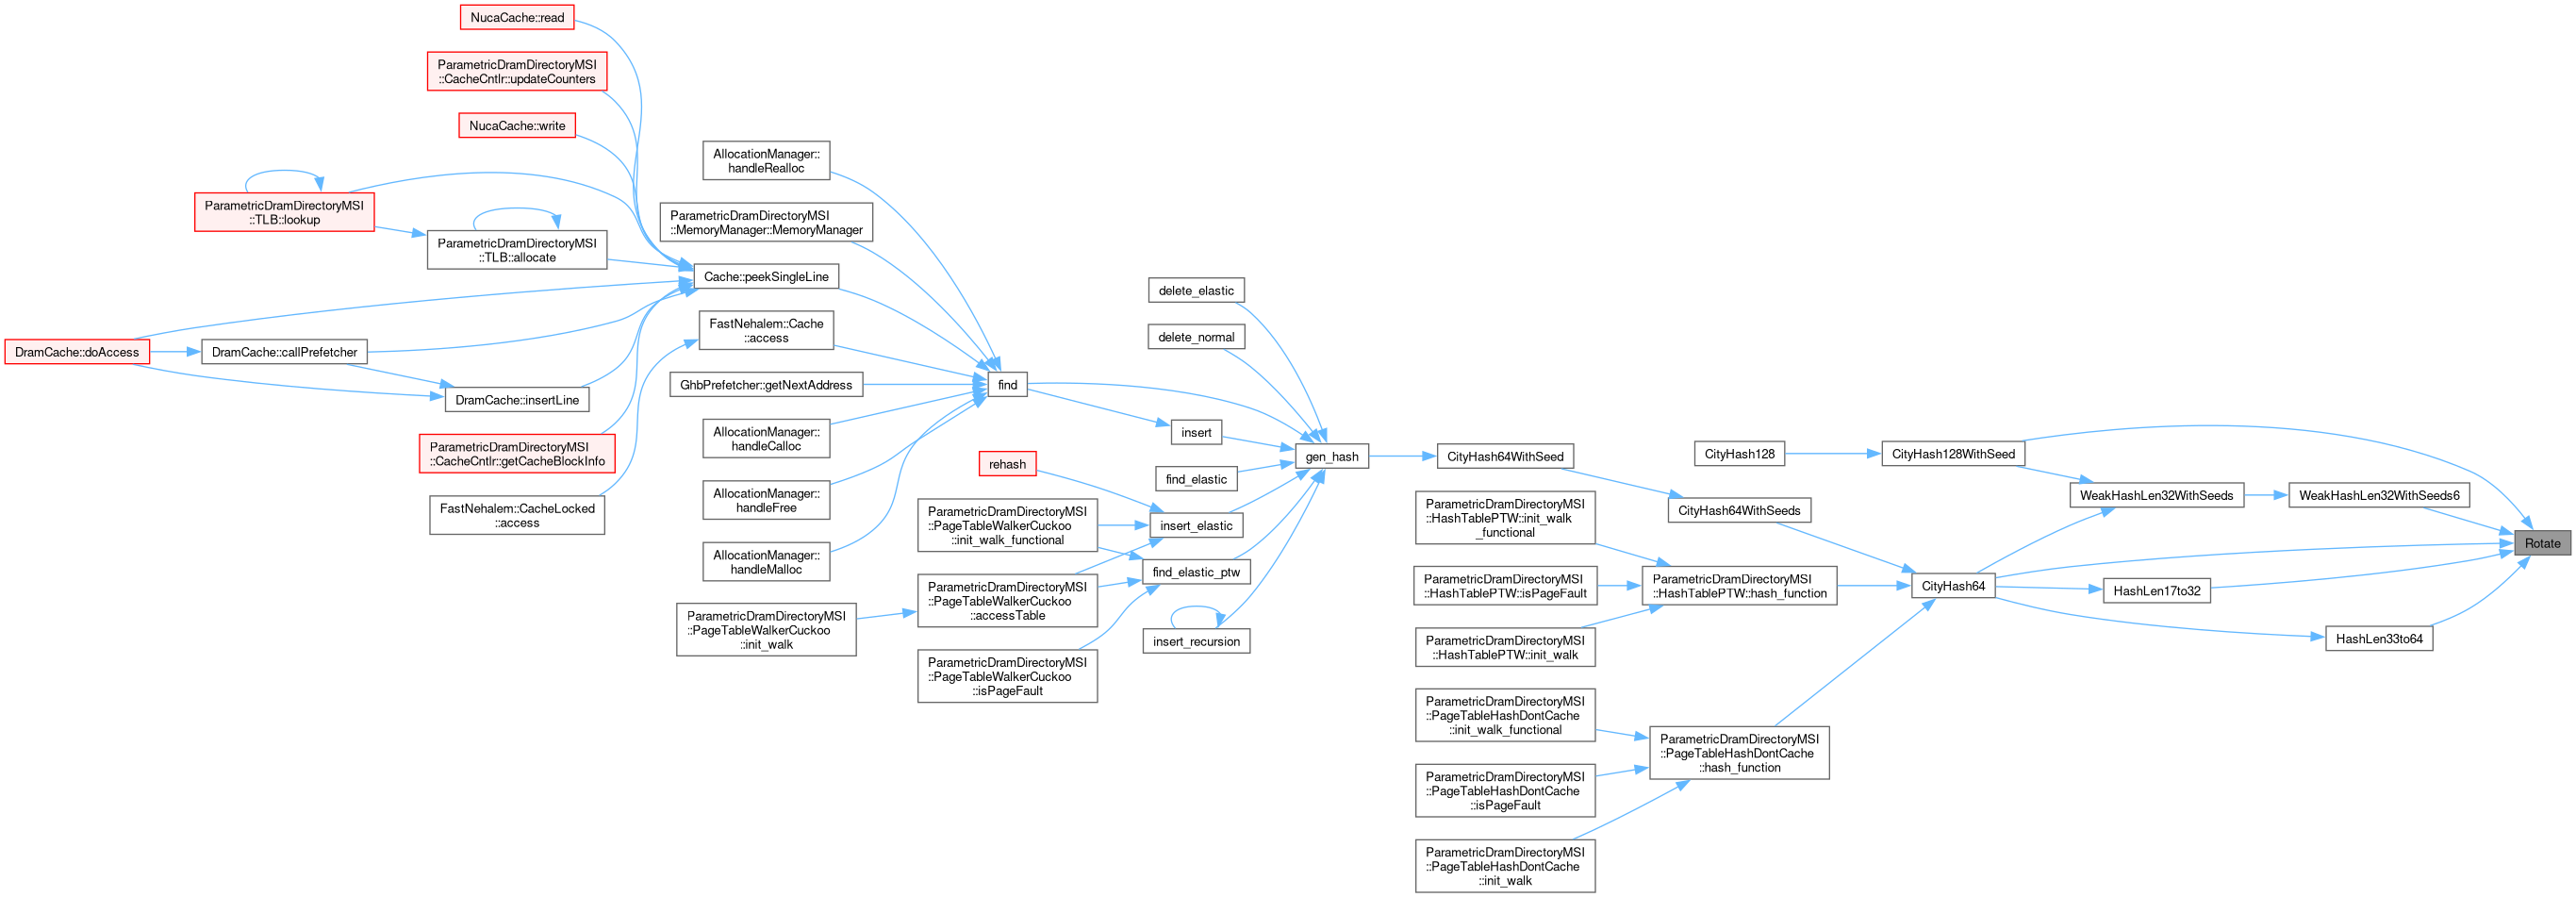 NucaCache::read
ParametricDramDirectoryMSI
::CacheCntlr::updateCounters
NucaCache::write
ParametricDramDirectoryMSI
::TLB::lookup
ParametricDramDirectoryMSI
::TLB::allocate
DramCache::doAccess
DramCache::callPrefetcher
DramCache::insertLine
ParametricDramDirectoryMSI
::CacheCntlr::getCacheBlockInfo
FastNehalem::CacheLocked
::access
AllocationManager::
handleRealloc
ParametricDramDirectoryMSI
::MemoryManager::MemoryManager
Cache::peekSingleLine
FastNehalem::Cache
::access
GhbPrefetcher::getNextAddress
AllocationManager::
handleCalloc
AllocationManager::
handleFree
AllocationManager::
handleMalloc
ParametricDramDirectoryMSI
::PageTableWalkerCuckoo
::init_walk
find
rehash
ParametricDramDirectoryMSI
::PageTableWalkerCuckoo
::init_walk_functional
ParametricDramDirectoryMSI
::PageTableWalkerCuckoo
::accessTable
ParametricDramDirectoryMSI
::PageTableWalkerCuckoo
::isPageFault
delete_elastic
delete_normal
insert
find_elastic
insert_elastic
find_elastic_ptw
insert_recursion
gen_hash
CityHash64WithSeed
ParametricDramDirectoryMSI
::HashTablePTW::init_walk
_functional
ParametricDramDirectoryMSI
::HashTablePTW::isPageFault
ParametricDramDirectoryMSI
::HashTablePTW::init_walk
ParametricDramDirectoryMSI
::PageTableHashDontCache
::init_walk_functional
ParametricDramDirectoryMSI
::PageTableHashDontCache
::isPageFault
ParametricDramDirectoryMSI
::PageTableHashDontCache
::init_walk
CityHash128
CityHash64WithSeeds
ParametricDramDirectoryMSI
::HashTablePTW::hash_function
ParametricDramDirectoryMSI
::PageTableHashDontCache
::hash_function
CityHash128WithSeed
CityHash64
WeakHashLen32WithSeeds
HashLen17to32
WeakHashLen32WithSeeds6
HashLen33to64
Rotate